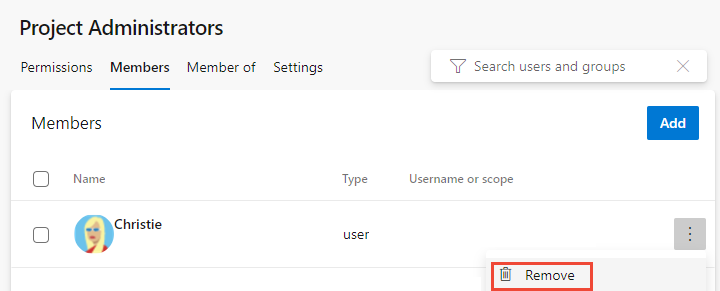 Project Administrators
Permissions Members Member of Settings
Search users and groups
Members
Add
Name Type Username or scope
Christie
user
Remove